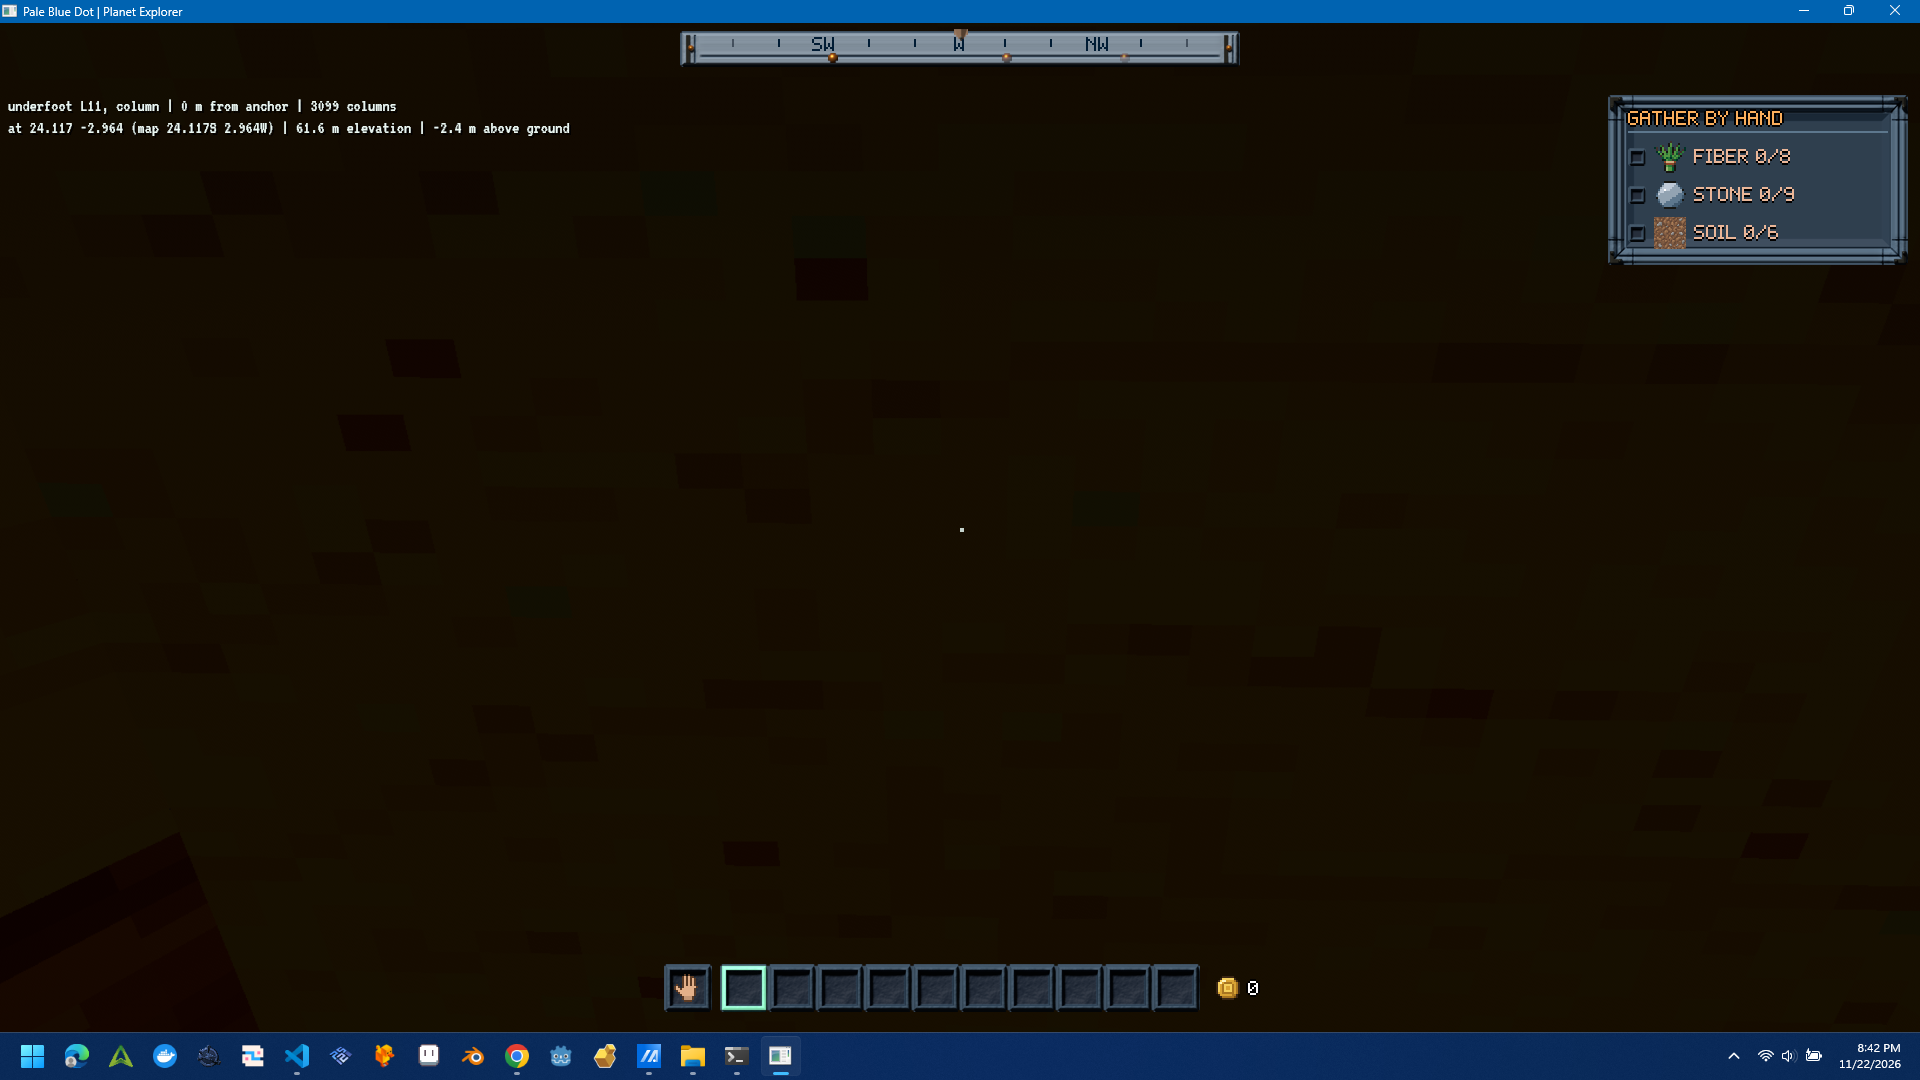 Pale Blue Dot | Planet Explorer
SW W NW
underfoot L11, column | 0 m from anchor | 3099 columns
at 24.117 -2.964 (map 24.117S 2.964W) | 61.6 m elevation | -2.4 m above ground
GATHER BY HAND
FIBER 0/8
STONE 0/9
SOIL 0/6
0
8:42 PM
11/22/2026